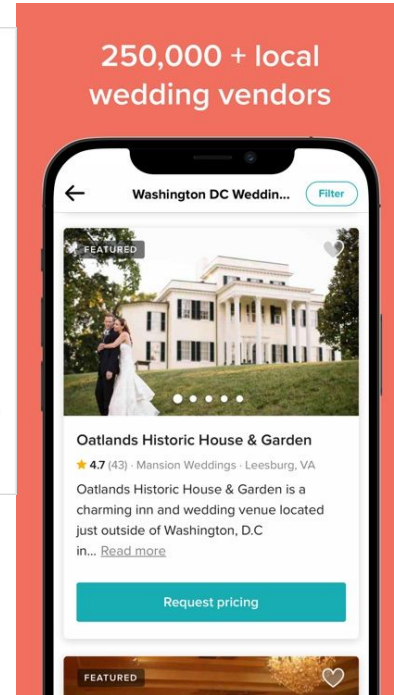 250,000 + local
wedding vendors
Washington DC Weddin...
Filter
FEATURED
Oatlands Historic House & Garden
4.7 (43) · Mansion Weddings · Leesburg, VA
Oatlands Historic House & Garden is a
charming inn and wedding venue located
just outside of Washington, D.C
in... Read more
Request pricing
FEATURED